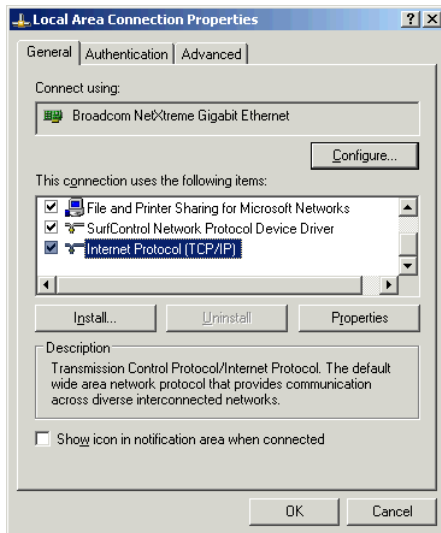 Local Area Connection Properties
General Authentication Advanced
Connect using:
Broadcom NetXtreme Gigabit Ethernet
Configure...
This connection uses the following items:
File and Printer Sharing for Microsoft Networks
SurfControl Network Protocol Device Driver
Internet Protocol (TCP/IP)
Install... Uninstall Properties
Description
Transmission Control Protocol/Internet Protocol. The default
wide area network protocol that provides communication
across diverse interconnected networks.
Show icon in notification area when connected
OK Cancel